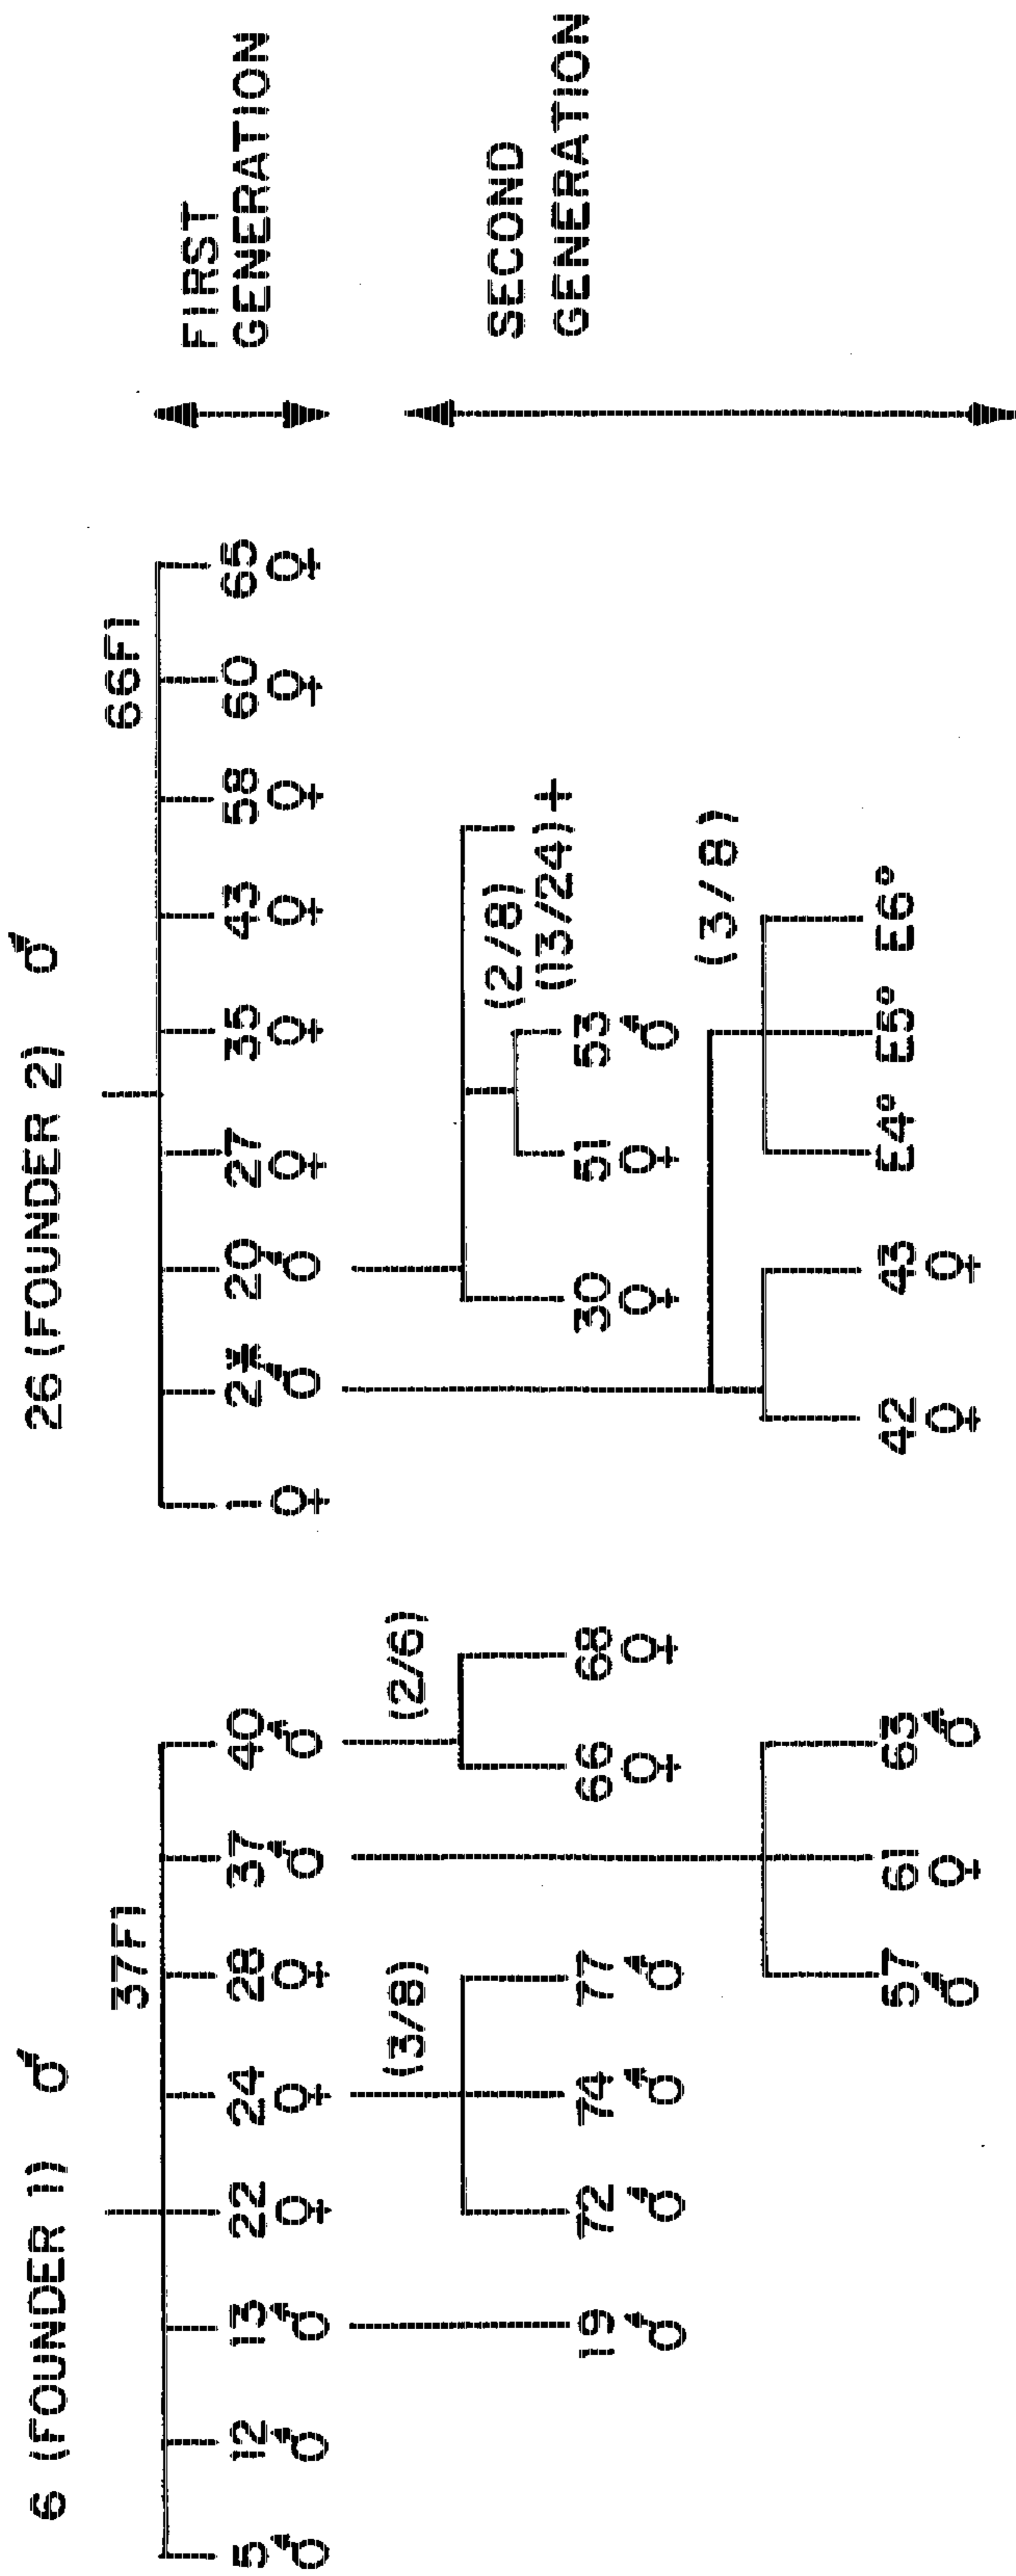 6 (FOUNDER 1) ♂
37F1
5 12 13 22 24 28 37 40
♂ ♂ ♂ ♀ ♀ ♀ ♂ ♂
(3/8) (2/6)
19 72 74 77 66 68
♂ ♂ ♂ ♂ ♀ ♀
57 61 63
♂ ♀ ♂
26 (FOUNDER 2) ♂
66F1
1 2* 20 27 35 43 58 60 65
♀ ♂ ♂ ♀ ♀ ♀ ♀ ♀ ♀
(2/8)
(13/24)+
30 51 53
♀ ♀ ♂
(3/8)
42 43 E4° E5° E6°
♀ ♀
FIRST
GENERATION
SECOND
GENERATION